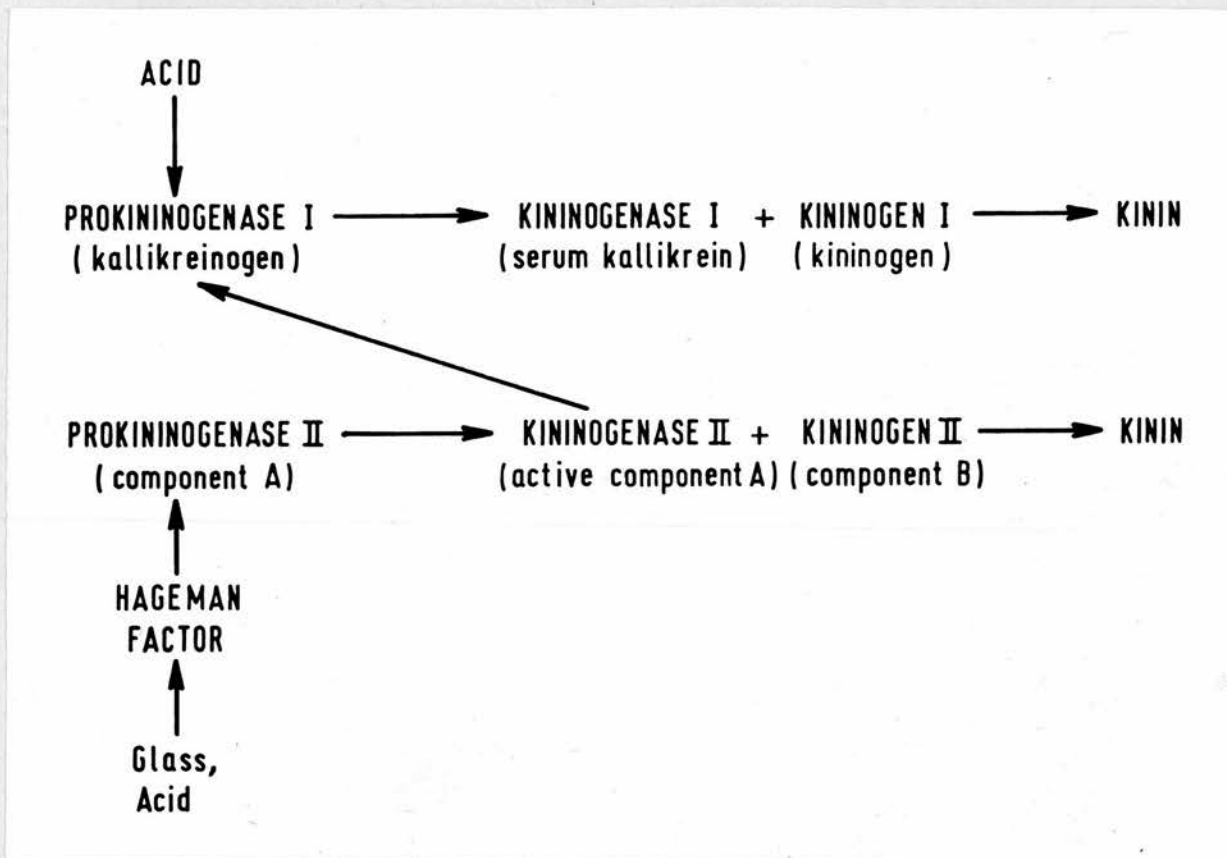 ACID
PROKININOGENASE I KININOGENASE I + KININOGEN I KININ
(kallikreinogen) (serum kallikrein) (kininogen)
PROKININOGENASE II KININOGENASE II + KININOGEN II KININ
(component A) (active component A) (component B)
HAGEMAN
FACTOR
Glass,
Acid